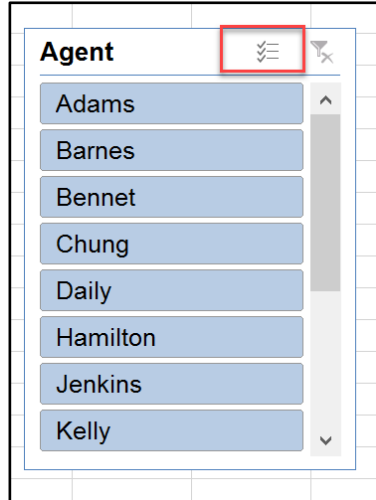 Agent
Adams
Barnes
Bennet
Chung
Daily
Hamilton
Jenkins
Kelly